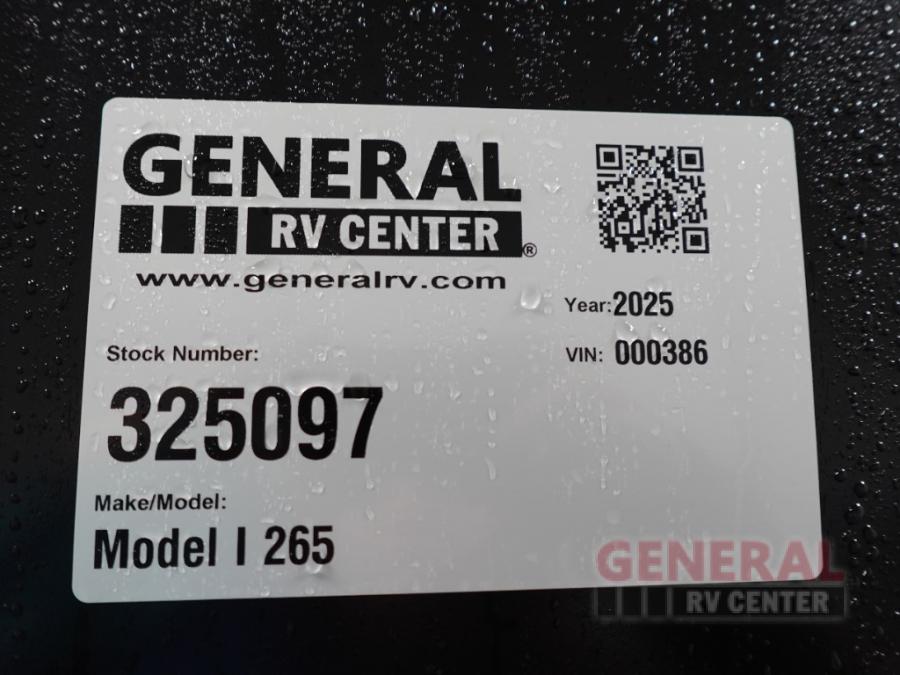 GENERAL
RV CENTER®
www.generalrv.com
Year: 2025
VIN: 000386
Stock Number:
325097
Make/Model:
Model I 265
GENERAL
RV CENTER